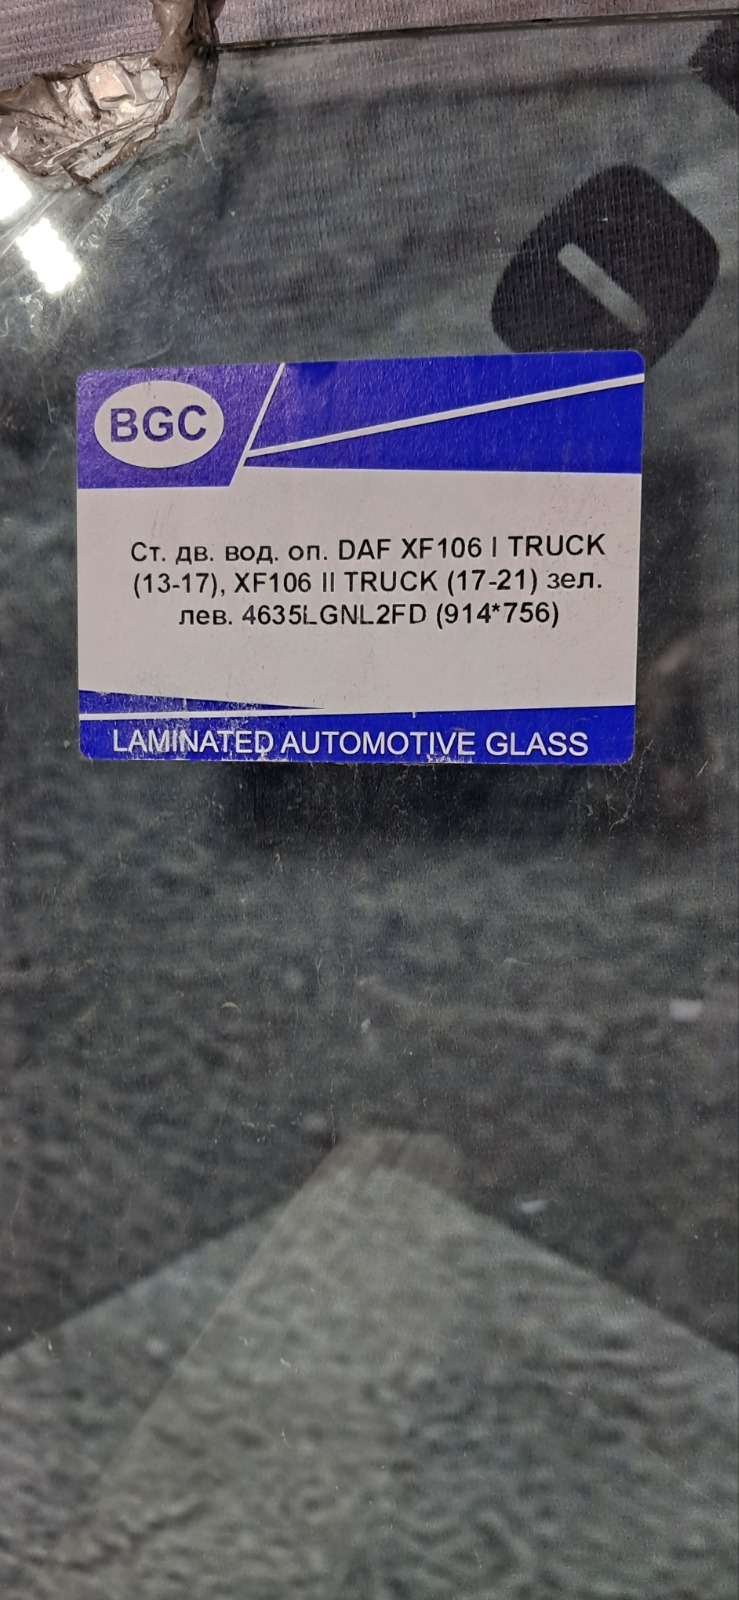 BGC
Ст. дв. вод. оп. DAF XF106 I TRUCK
(13-17), XF106 II TRUCK (17-21) зел.
лев. 4635LGNL2FD (914*756)
LAMINATED AUTOMOTIVE GLASS